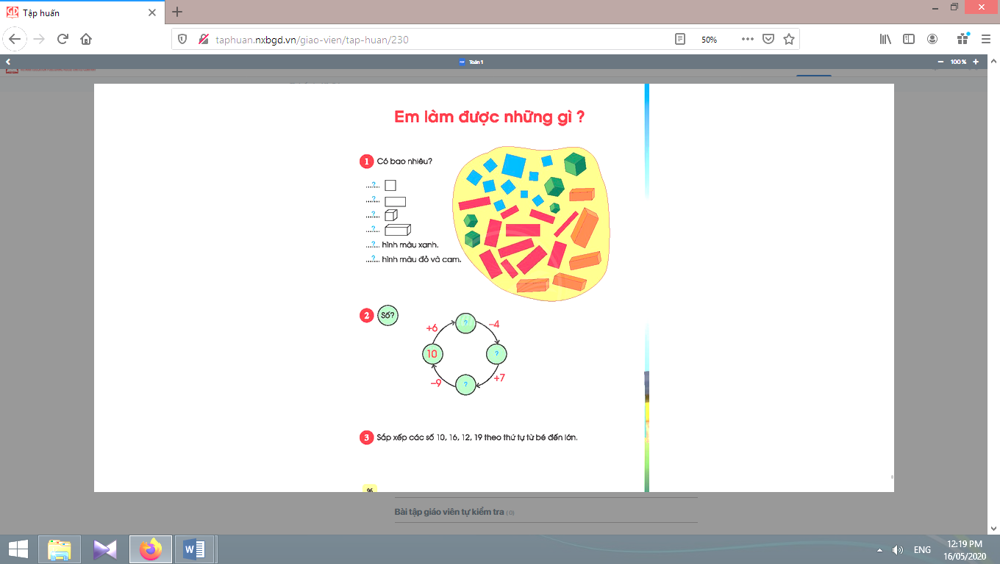 Tập huấn
taphuan.nxbgd.vn/giao-vien/tap-huan/230
50%
Toán 1
100%
Em làm được những gì ?
1 Có bao nhiêu?
...?...
...?...
...?...
...?...
...?... hình màu xanh.
...?... hình màu đỏ và cam.
2 Số?
+6
?
-4
10
?
-9
?
+7
3 Sắp xếp các số 10, 16, 12, 19 theo thứ tự từ bé đến lớn.
Bài tập giáo viên tự kiểm tra (0)
ENG
12:19 PM
16/05/2020